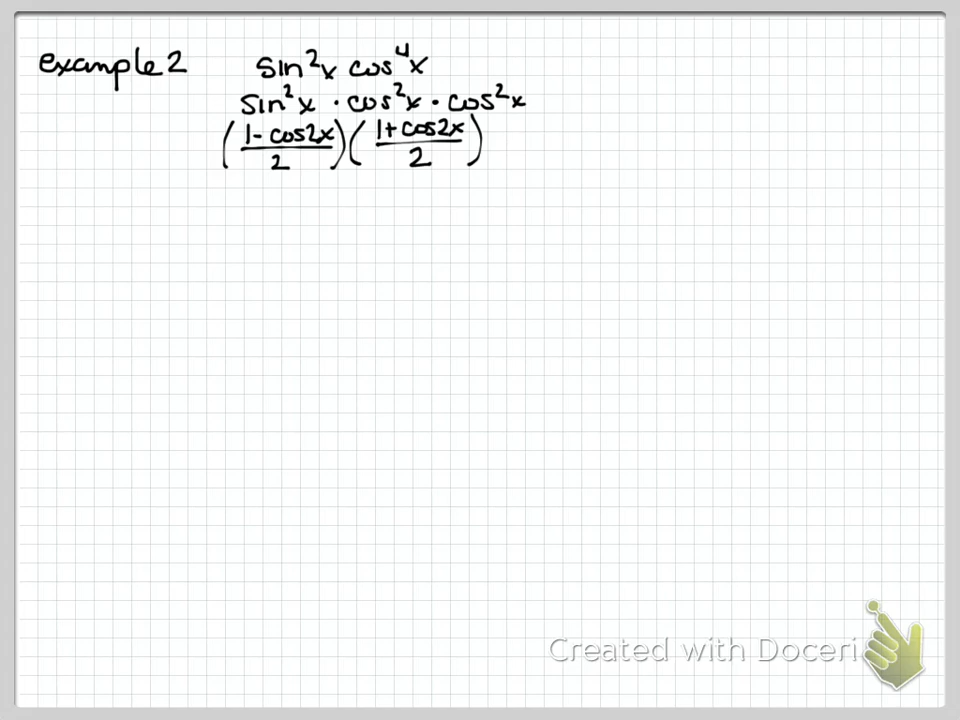 example 2 sin²x cos⁴x
sin²x · cos²x · cos²x
((1 - cos2x)/2)((1 + cos2x)/2)
Created with Doceri